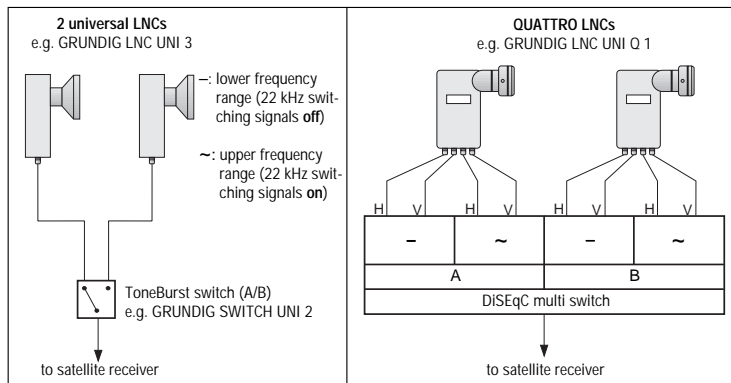 2 universal LNCs
e.g. GRUNDIG LNC UNI 3
–: lower frequency
range (22 kHz swit-
ching signals off)
~: upper frequency
range (22 kHz swit-
ching signals on)
ToneBurst switch (A/B)
e.g. GRUNDIG SWITCH UNI 2
to satellite receiver
QUATTRO LNCs
e.g. GRUNDIG LNC UNI Q 1
H V H V H V H V
– ~ – ~
A B
DiSEqC multi switch
to satellite receiver